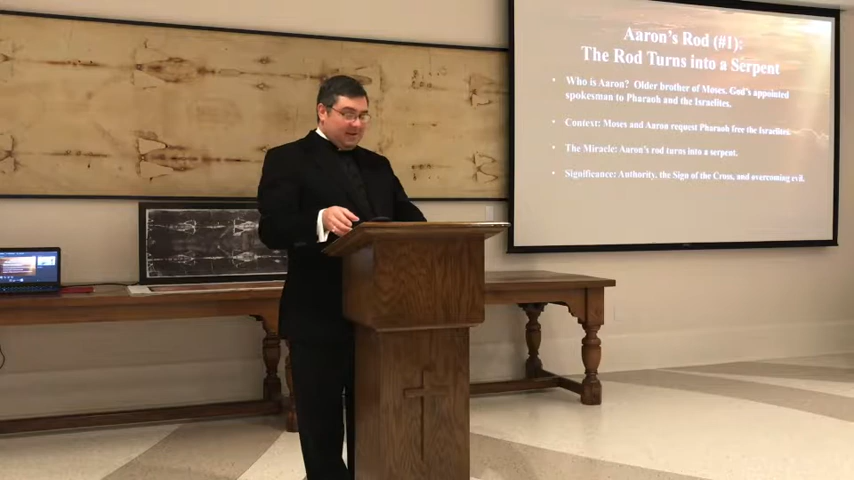 Aaron's Rod (#1):
The Rod Turns into a Serpent
• Who is Aaron? Older brother of Moses. God's appointed
spokesman to Pharaoh and the Israelites.
• Context: Moses and Aaron request Pharaoh free the Israelites.
• The Miracle: Aaron's rod turns into a serpent.
• Significance: Authority, the Sign of the Cross, and overcoming evil.